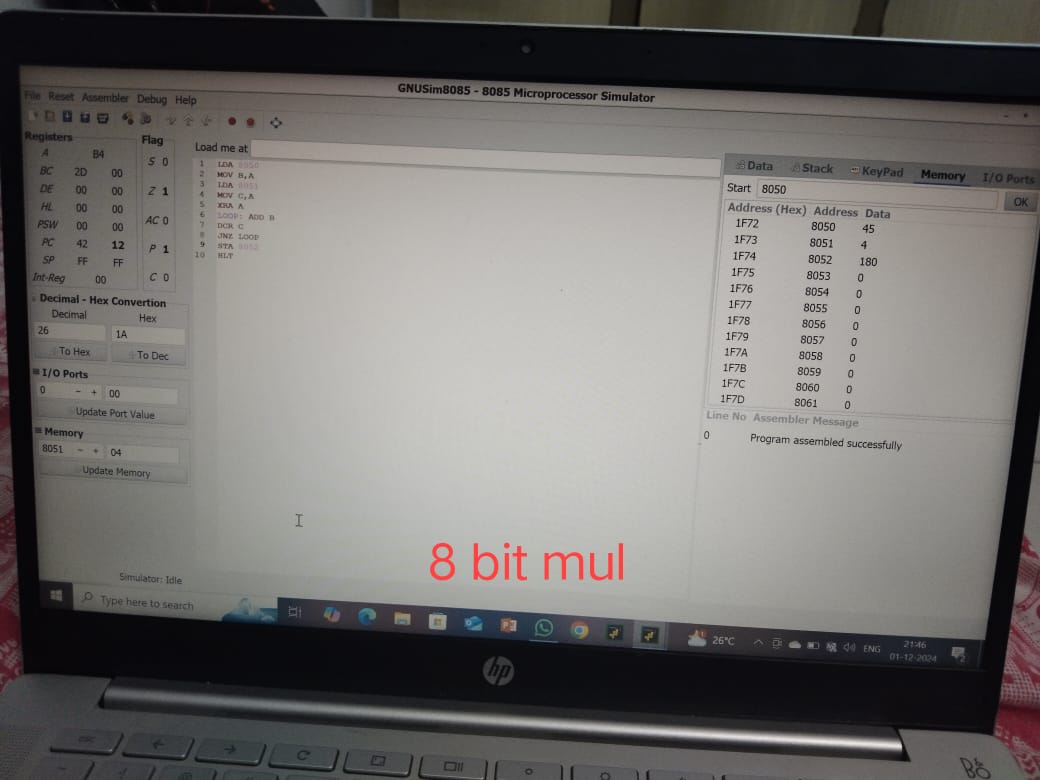 GNUSim8085 - 8085 Microprocessor Simulator
File Reset Assembler Debug Help
Registers
A B4
BC 2D 00
DE 00 00
HL 00 00
PSW 00 00
PC 42 12
SP FF FF
Int-Reg 00
Flag
S 0
Z 1
AC 0
P 1
C 0
Decimal - Hex Convertion
Decimal Hex
26 1A
To Hex To Dec
I/O Ports
0 - + 00
Update Port Value
Memory
8051 - + 04
Update Memory
Simulator: Idle
Load me at
1 LDA 8050
2 MOV B,A
3 LDA 8051
4 MOV C,A
5 XRA A
6 LOOP: ADD B
7 DCR C
8 JNZ LOOP
9 STA 8052
10 HLT
Data Stack KeyPad Memory I/O Ports
Start 8050 OK
Address (Hex) Address Data
1F72 8050 45
1F73 8051 4
1F74 8052 180
1F75 8053 0
1F76 8054 0
1F77 8055 0
1F78 8056 0
1F79 8057 0
1F7A 8058 0
1F7B 8059 0
1F7C 8060 0
1F7D 8061 0
Line No Assembler Message
0 Program assembled successfully
8 bit mul
Type here to search
26°C
ENG
21:46
01-12-2024
2
hp
esc